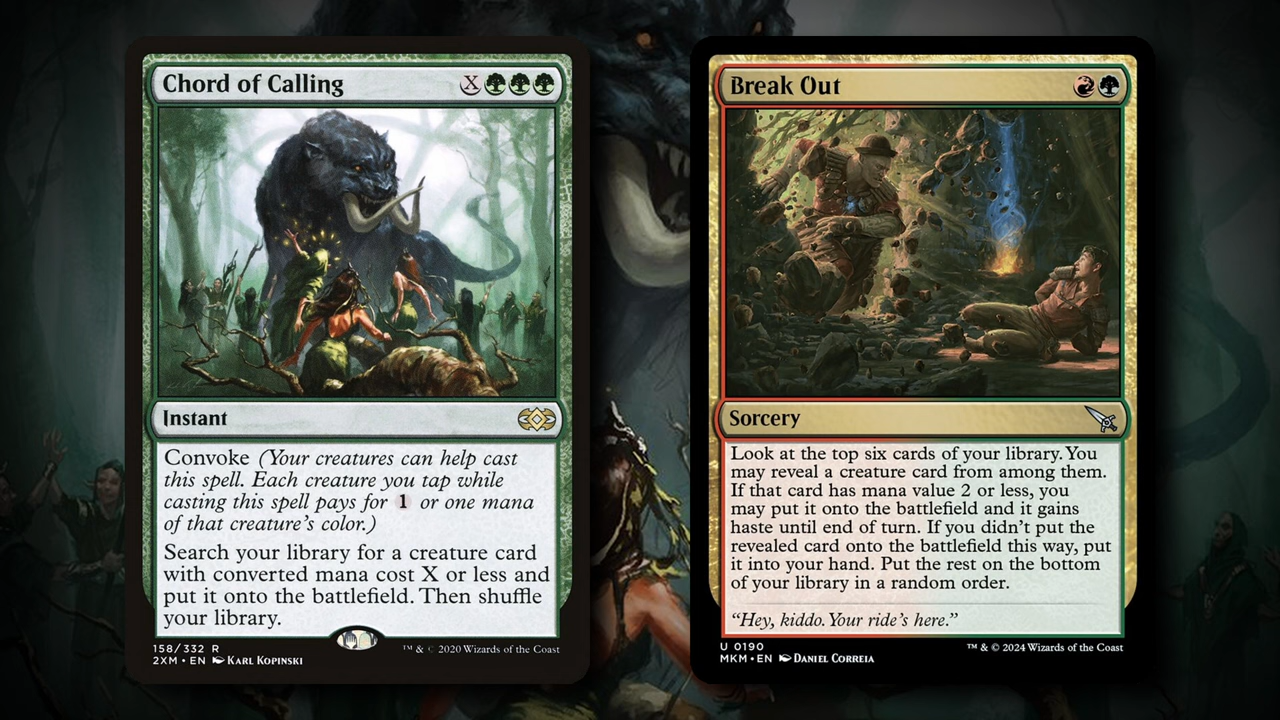 Chord of Calling X
Instant
Convoke (Your creatures can help cast
this spell. Each creature you tap while
casting this spell pays for 1 or one mana
of that creature's color.)
Search your library for a creature card
with converted mana cost X or less and
put it onto the battlefield. Then shuffle
your library.
158/332 R
2XM • EN Karl Kopinski
™ & © 2020 Wizards of the Coast
Break Out
Sorcery
Look at the top six cards of your library. You
may reveal a creature card from among them.
If that card has mana value 2 or less, you
may put it onto the battlefield and it gains
haste until end of turn. If you didn't put the
revealed card onto the battlefield this way, put
it into your hand. Put the rest on the bottom
of your library in a random order.
“Hey, kiddo. Your ride's here.”
U 0190
MKM • EN Daniel Correia
™ & © 2024 Wizards of the Coast